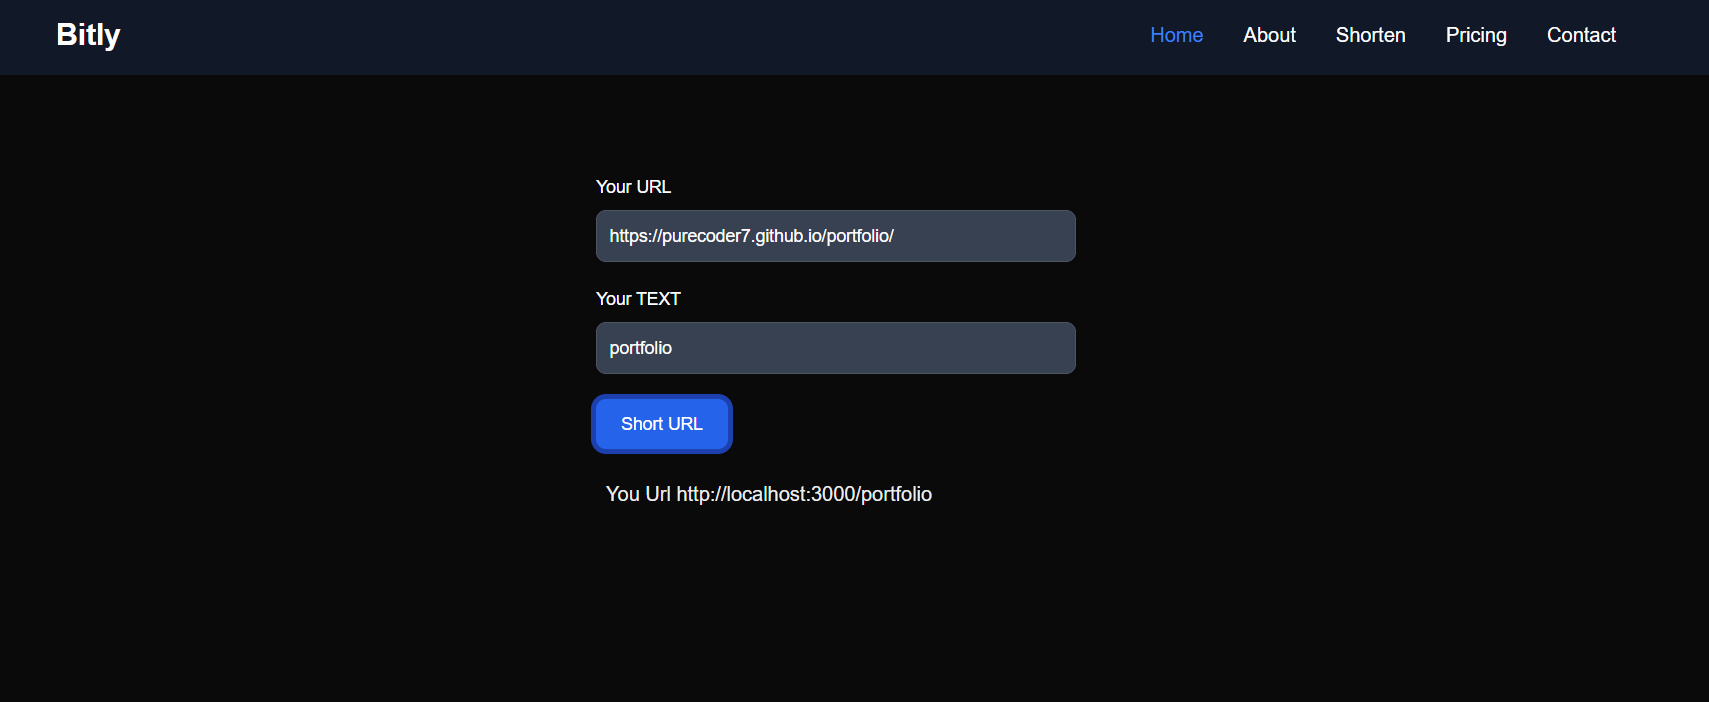 Bitly
Home About Shorten Pricing Contact
Your URL
https://purecoder7.github.io/portfolio/
Your TEXT
portfolio
Short URL
You Url http://localhost:3000/portfolio